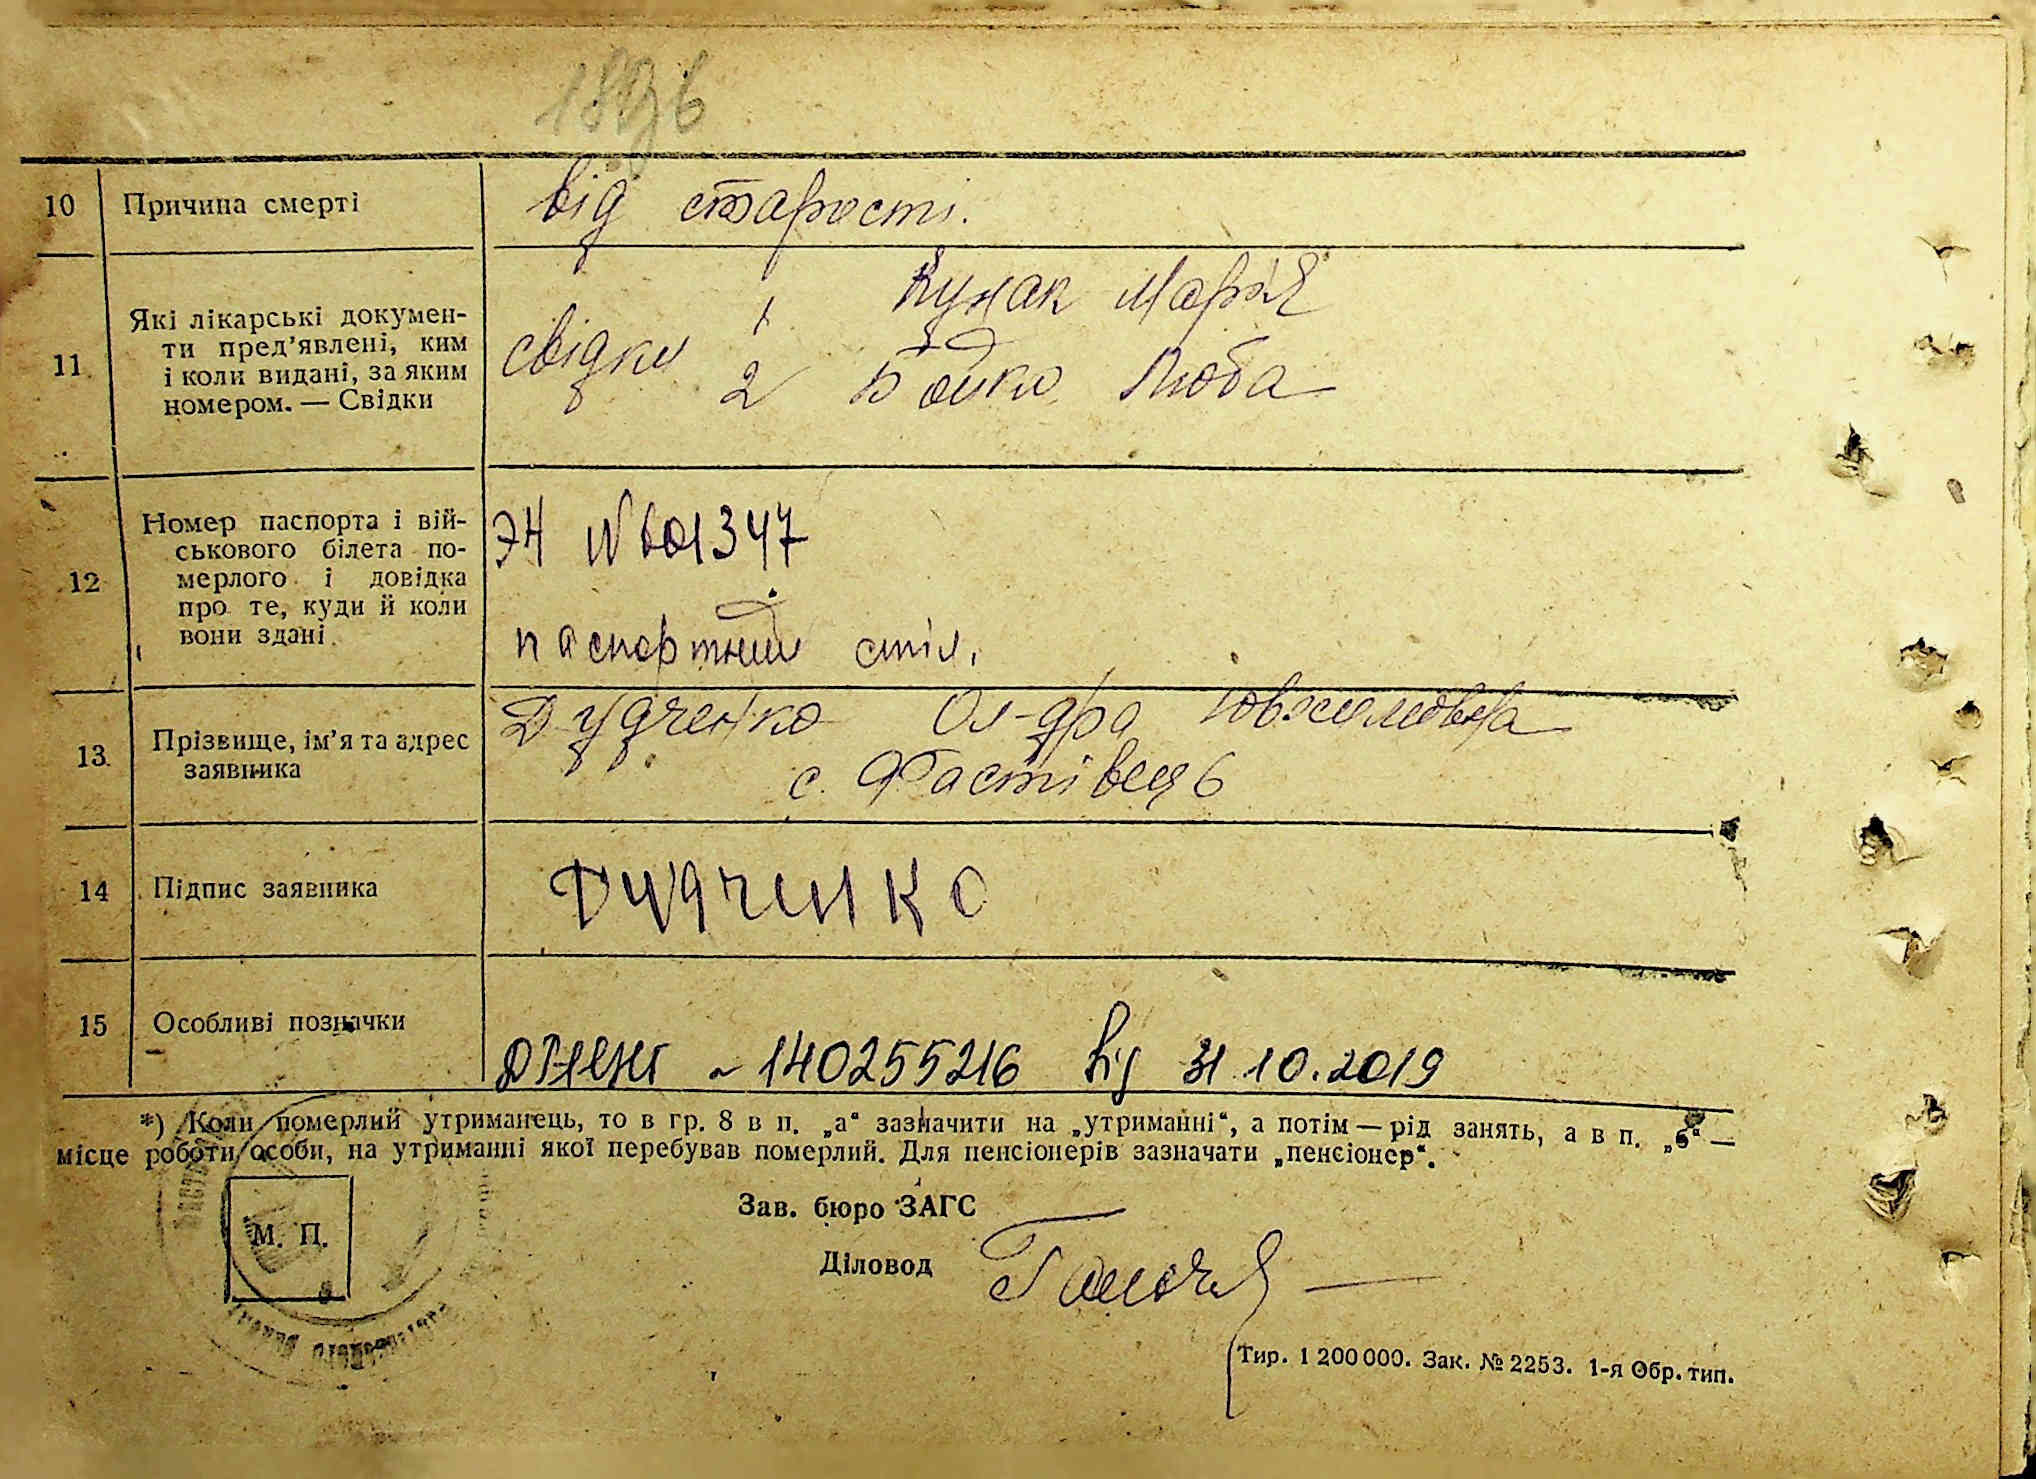 10 Причина смерті від старості.
11 Які лікарські докумен-
ти пред’явлені, ким
і коли видані, за яким
номером. — Свідки
свідки 1 Кунак Марія
2 Бойко Люба
12 Номер паспорта і вій-
ськового білета по-
мерлого і довідка
про те, куди й коли
вони здані
ЭН № 601347
паспортний стіл.
13. Прізвище, ім’я та адрес
заявника
Дудченко Ол-дра
с. Фастівець
14 Підпис заявника Дудченко
15 Особливі позначки
140255216 від 31.10.2019
*) Коли померлий утриманець, то в гр. 8 в п. „а“ зазначити на „утриманні“, а потім — рід занять, а в п. „б“ —
місце роботи особи, на утриманні якої перебував померлий. Для пенсіонерів зазначати „пенсіонер“.
М. П.
Зав. бюро ЗАГС
Діловод
Тир. 1 200 000. Зак. № 2253. 1-я Обр. тип.